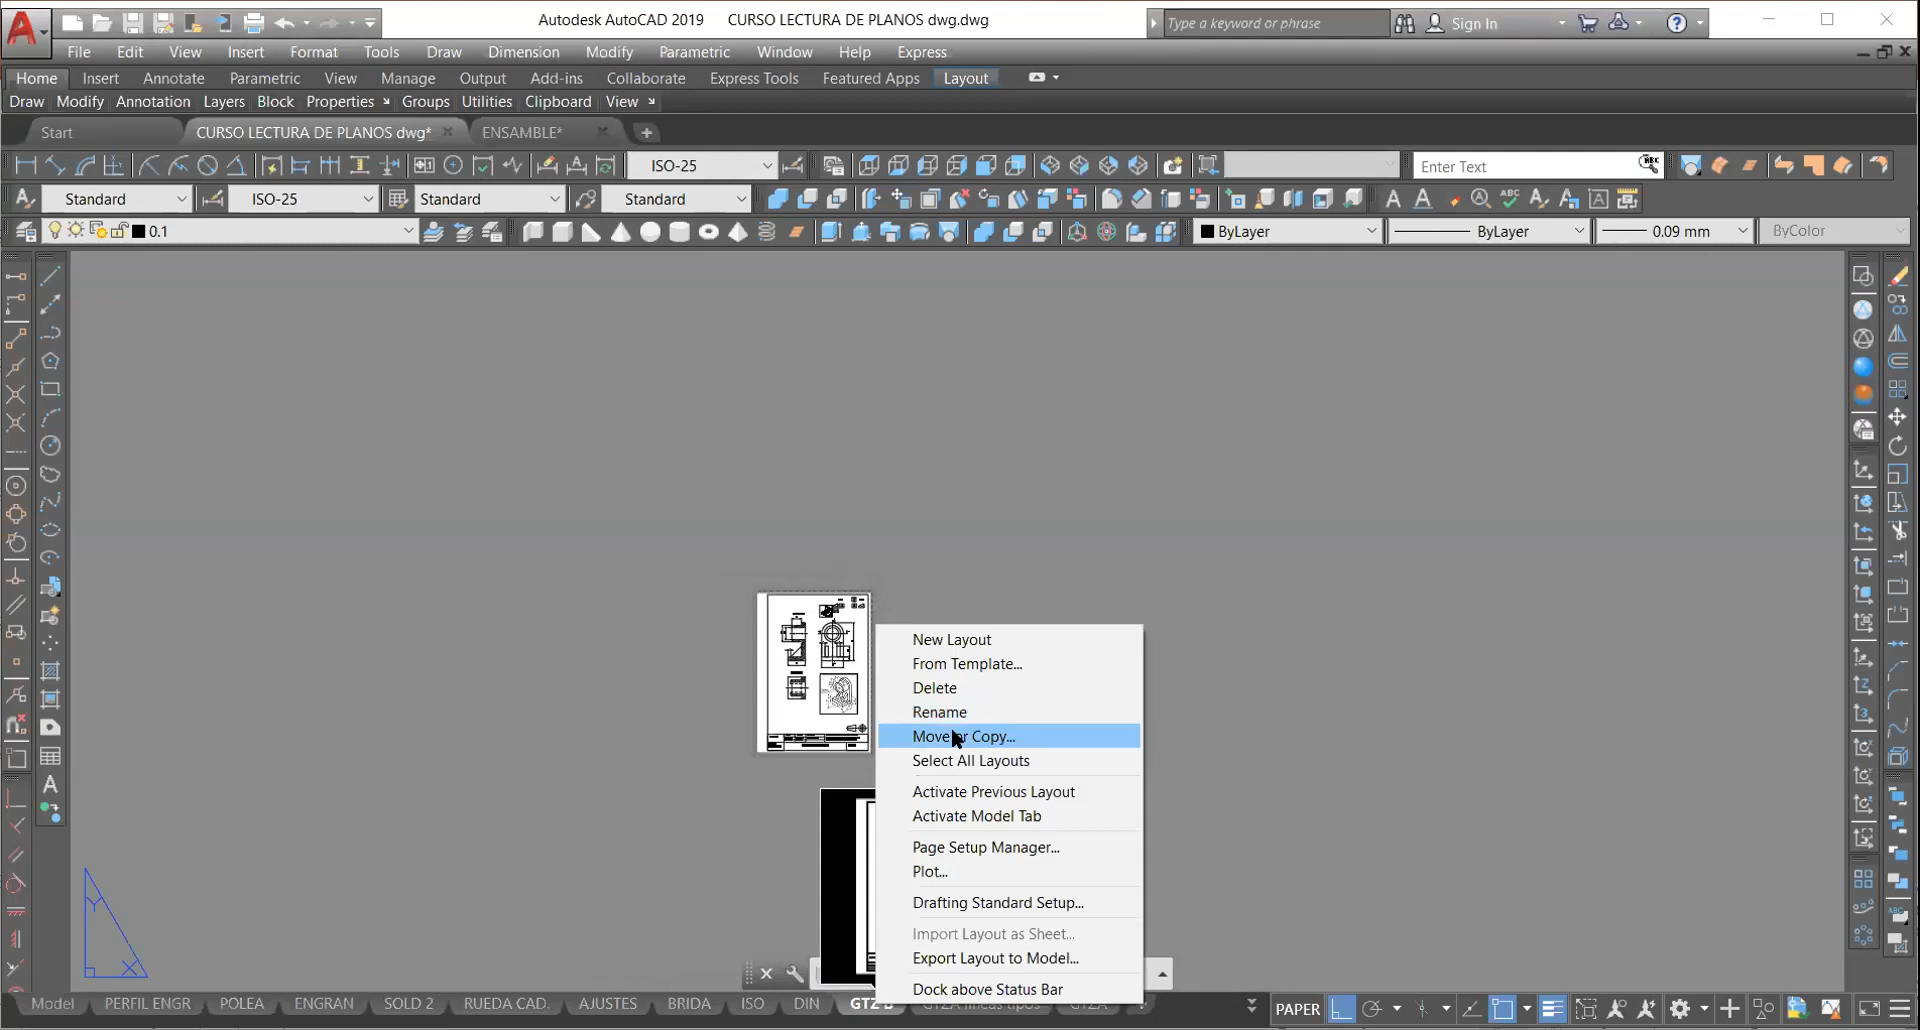 Autodesk AutoCAD 2019 CURSO LECTURA DE PLANOS dwg.dwg
Type a keyword or phrase
Sign In
File Edit View Insert Format Tools Draw Dimension Modify Parametric Window Help Express
Home Insert Annotate Parametric View Manage Output Add-ins Collaborate Express Tools Featured Apps Layout
Draw Modify Annotation Layers Block Properties Groups Utilities Clipboard View
Start CURSO LECTURA DE PLANOS dwg* ENSAMBLE*
ISO-25 Enter Text
Standard ISO-25 Standard Standard
0.1 ByLayer ByLayer 0.09 mm ByColor
New Layout
From Template...
Delete
Rename
Move or Copy...
Select All Layouts
Activate Previous Layout
Activate Model Tab
Page Setup Manager...
Plot...
Drafting Standard Setup...
Import Layout as Sheet...
Export Layout to Model...
Dock above Status Bar
Y
X
Model PERFIL ENGR POLEA ENGRAN SOLD 2 RUEDA CAD. AJUSTES BRIDA ISO DIN GTZ B GTZA lineas tipos GTZA
PAPER